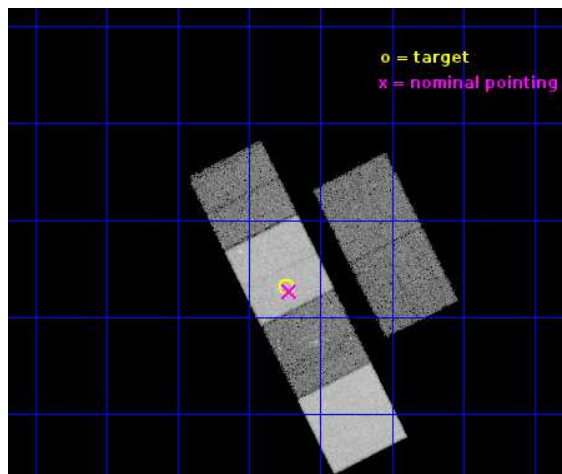 o = target
x = nominal pointing